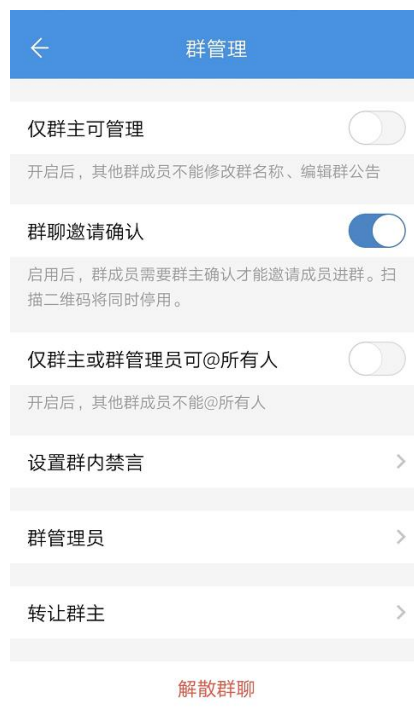 群管理
仅群主可管理
开启后，其他群成员不能修改群名称、编辑群公告
群聊邀请确认
启用后，群成员需要群主确认才能邀请成员进群。扫
描二维码将同时停用。
仅群主或群管理员可@所有人
开启后，其他群成员不能@所有人
设置群内禁言
群管理员
转让群主
解散群聊